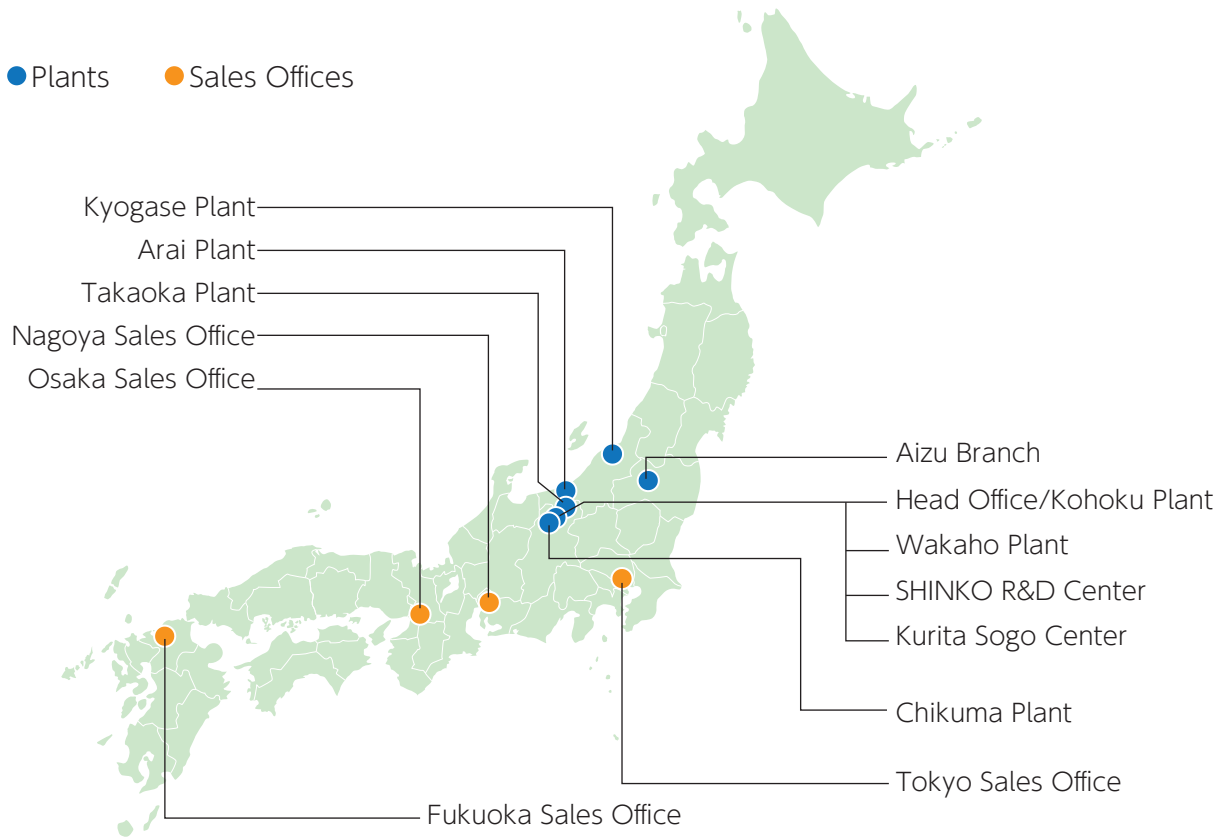 Plants
Sales Offices
Kyogase Plant
Arai Plant
Takaoka Plant
Nagoya Sales Office
Osaka Sales Office
Aizu Branch
Head Office/Kohoku Plant
Wakaho Plant
SHINKO R&D Center
Kurita Sogo Center
Chikuma Plant
Tokyo Sales Office
Fukuoka Sales Office